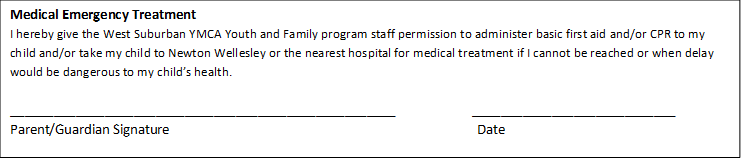 Medical Emergency Treatment
I hereby give the West Suburban YMCA Youth and Family program staff permission to administer basic first aid and/or CPR to my
child and/or take my child to Newton Wellesley or the nearest hospital for medical treatment if I cannot be reached or when delay
would be dangerous to my child's health.
Parent/Guardian Signature Date